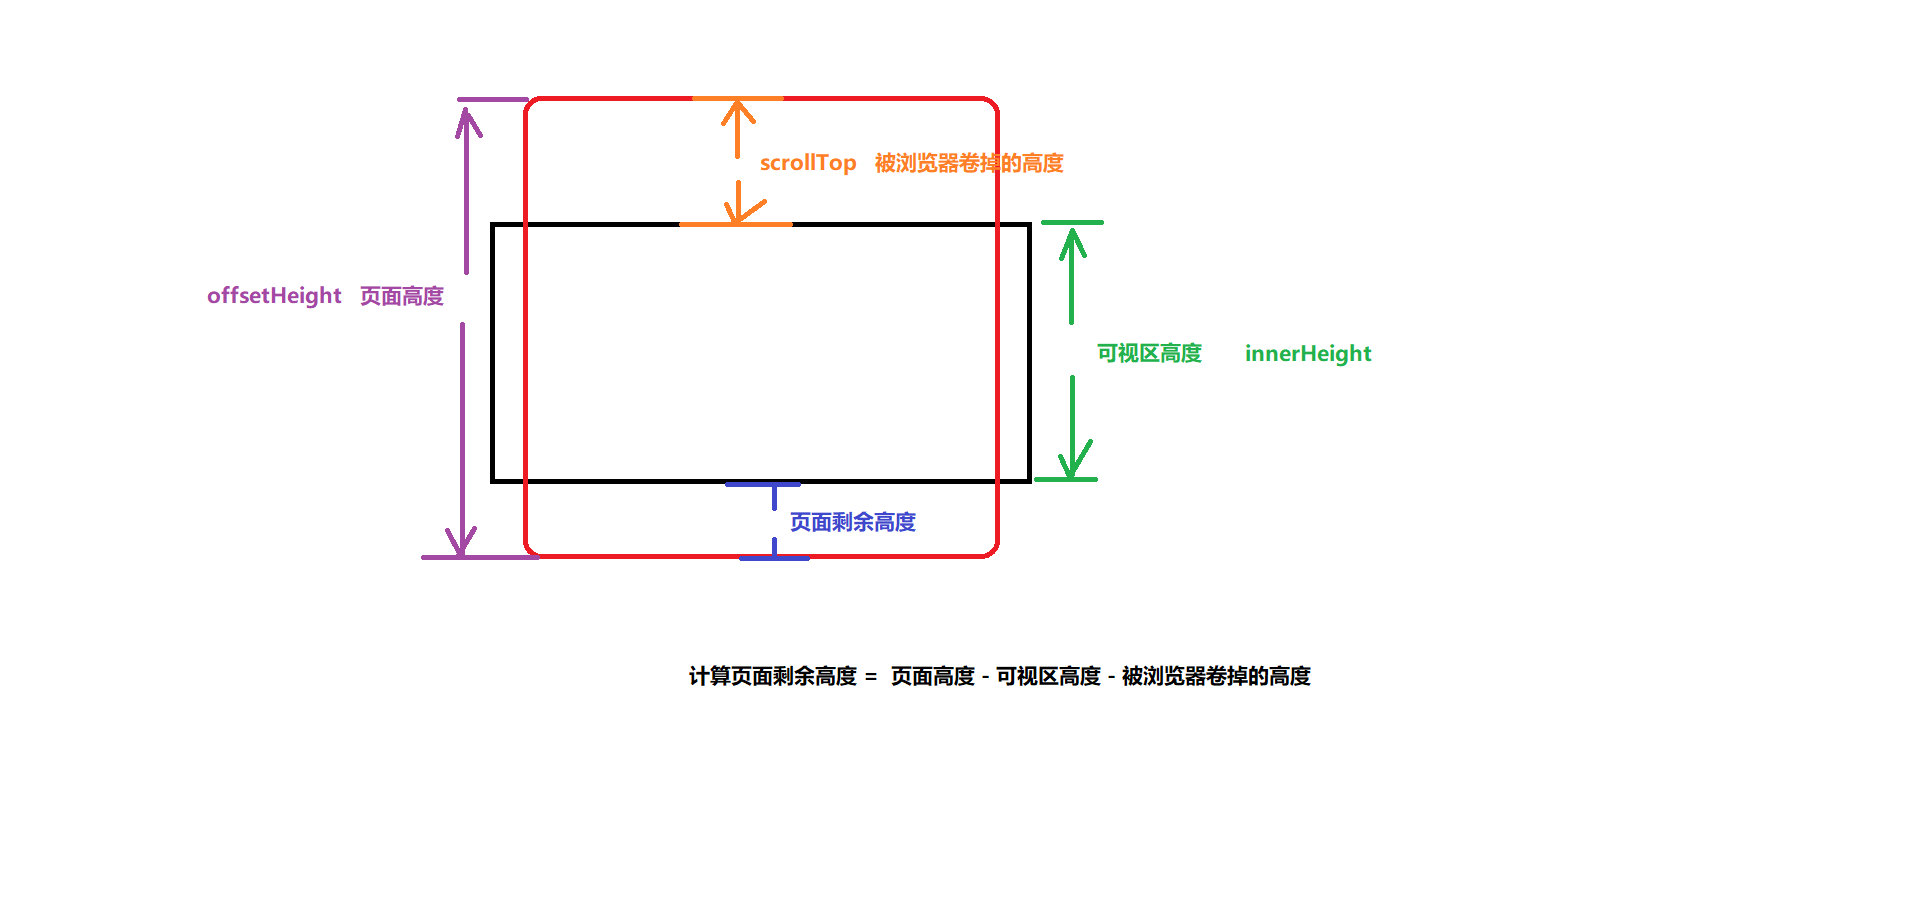 scrollTop 被浏览器卷掉的高度
offsetHeight 页面高度
可视区高度 innerHeight
页面剩余高度
计算页面剩余高度 = 页面高度 - 可视区高度 - 被浏览器卷掉的高度